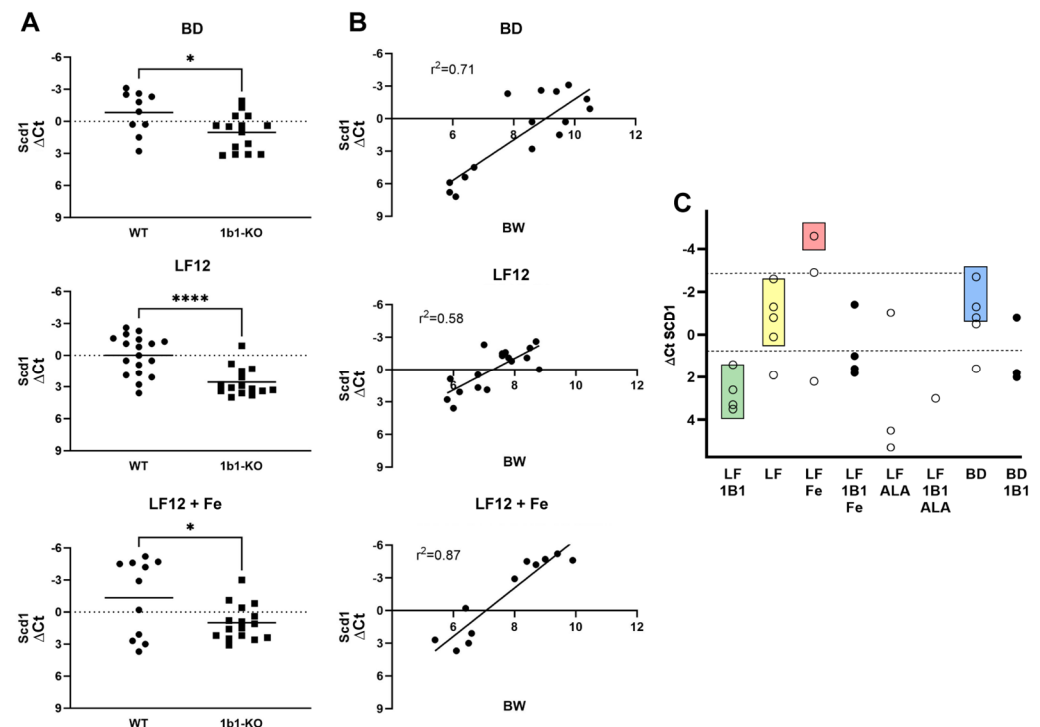 A
BD
-6
*
-3
0
3
6
9
Scd1
ΔCt
WT 1b1-KO
LF12
-6
****
-3
0
3
6
9
Scd1
ΔCt
WT 1b1-KO
LF12 + Fe
*
-6
-3
0
3
6
9
Scd1
ΔCt
WT 1b1-KO
B
BD
-6
r²=0.71
-3
0
6 8 10 12
3
6
9
Scd1
ΔCt
BW
LF12
-6
r²=0.58
-3
0
6 8 10 12
3
6
9
Scd1
ΔCt
BW
LF12 + Fe
-6
r²=0.87
-3
0
6 8 10 12
3
6
9
Scd1
ΔCt
BW
C
-4
-2
0
2
4
ΔCt SCD1
LF LF LF LF LF LF BD BD
1B1 Fe 1B1 ALA 1B1 1B1
Fe ALA